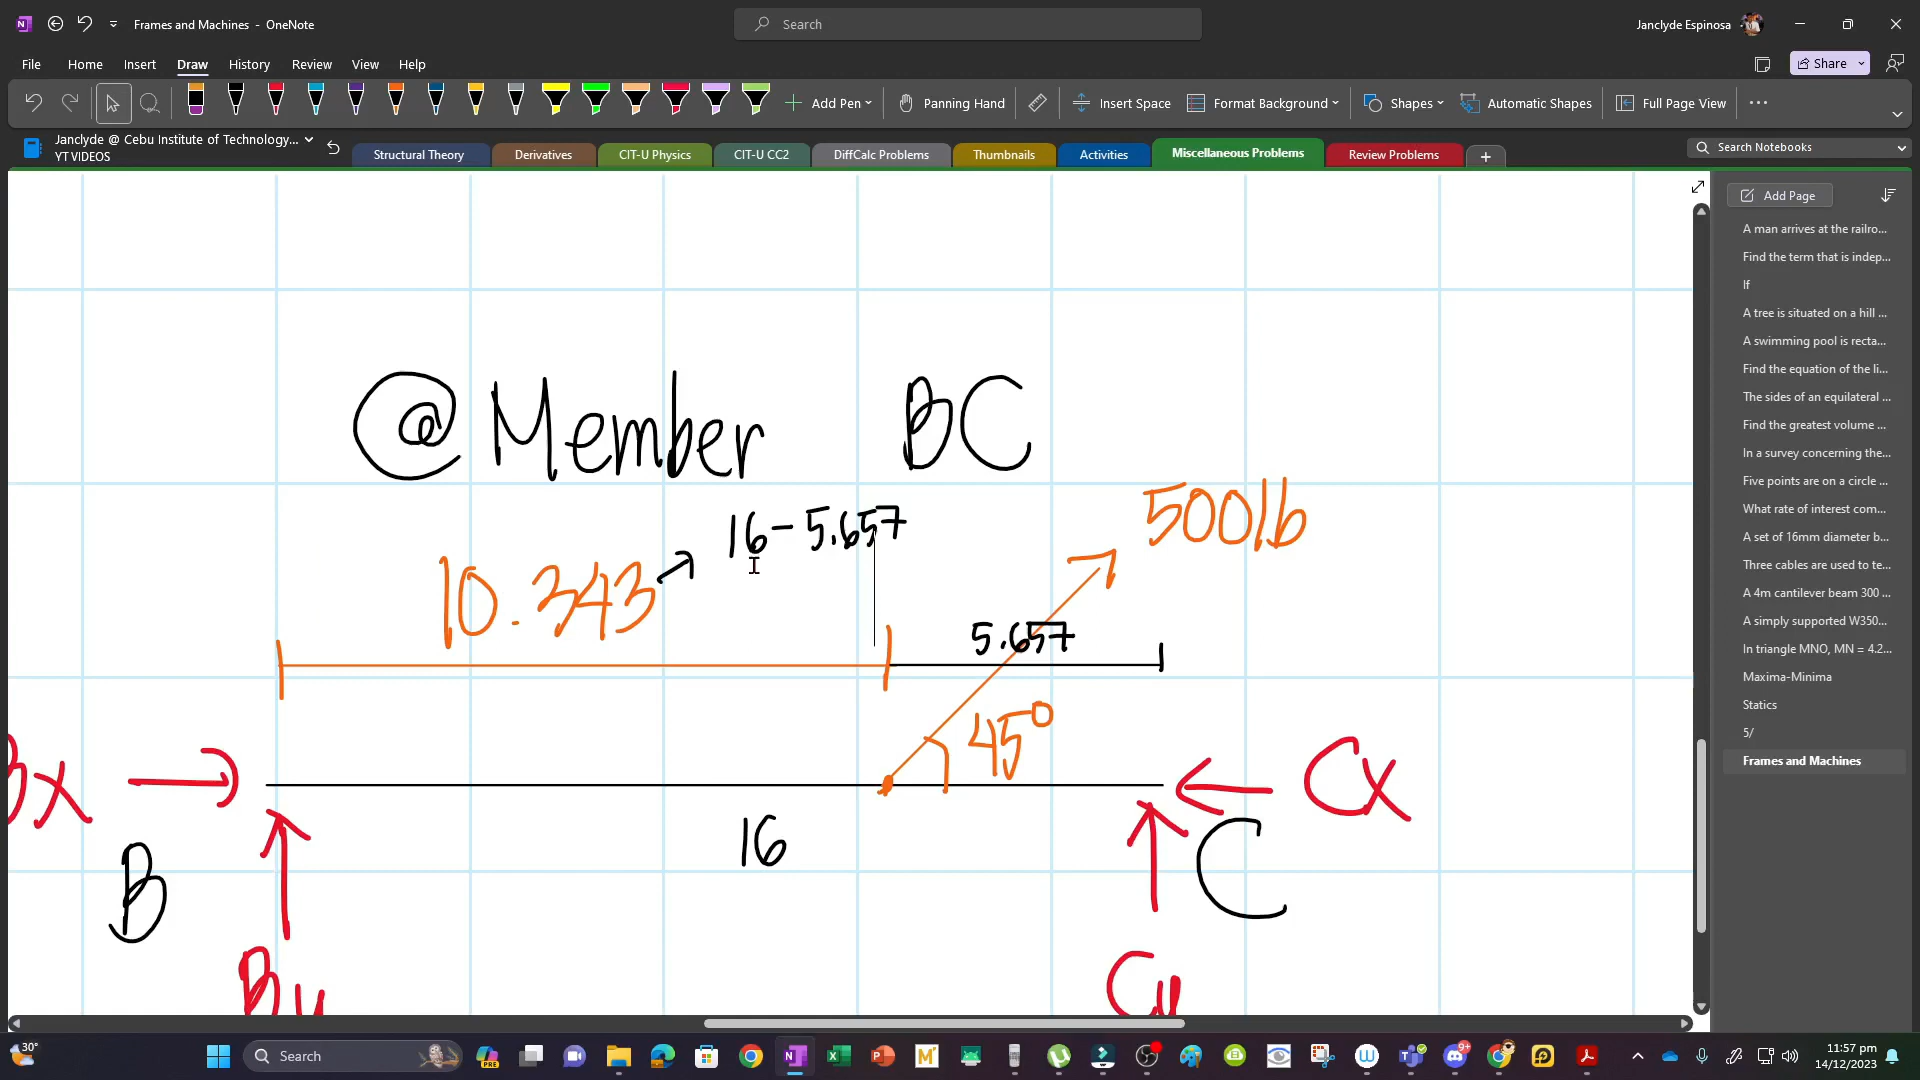 Frames and Machines - OneNote
Search
Janclyde Espinosa
File Home Insert Draw History Review View Help
Share
Add Pen
Panning Hand
Insert Space
Format Background
Shapes
Automatic Shapes
Full Page View
Janclyde @ Cebu Institute of Technology...
YT VIDEOS
Structural Theory
Derivatives
CIT-U Physics
CIT-U CC2
DiffCalc Problems
Thumbnails
Activities
Miscellaneous Problems
Review Problems
Search Notebooks
Add Page
A man arrives at the railro...
Find the term that is indep...
If
A tree is situated on a hill ...
A swimming pool is recta...
Find the equation of the li...
The sides of an equilateral ...
Find the greatest volume ...
In a survey concerning the...
Five points are on a circle ...
What rate of interest com...
A set of 16mm diameter b...
Three cables are used to te...
A 4m cantilever beam 300 ...
A simply supported W350...
In triangle MNO, MN = 4.2...
Maxima-Minima
Statics
5/
Frames and Machines
@ Member BC
16-5.657
500lb
10.343
5.657
45°
Bx
Cx
16
B
C
By
Cy
30°
Search
PRE
9+
11:57 pm
14/12/2023